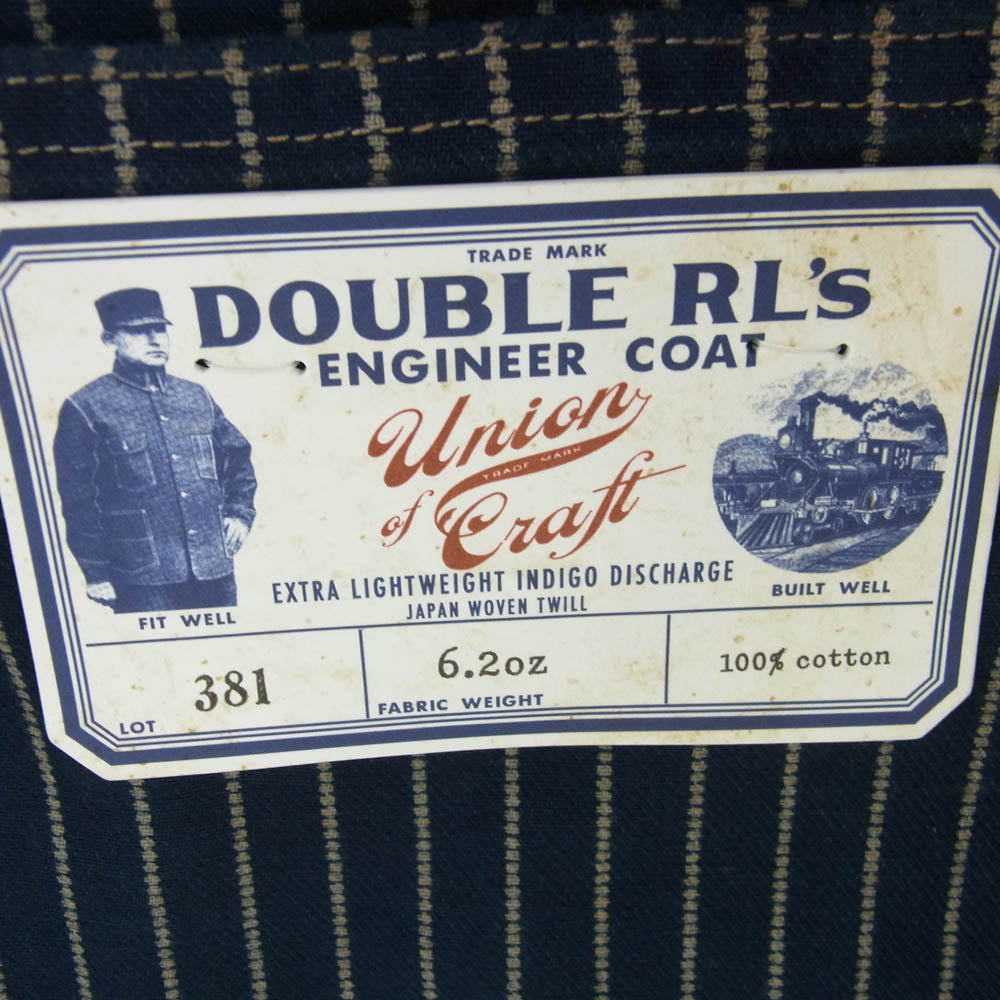 TRADE MARK
DOUBLE RL's
ENGINEER COAT
Union
TRADE MARK
of Craft
EXTRA LIGHTWEIGHT INDIGO DISCHARGE
JAPAN WOVEN TWILL
FIT WELL
BUILT WELL
LOT 381
6.2oz
FABRIC WEIGHT
100% cotton